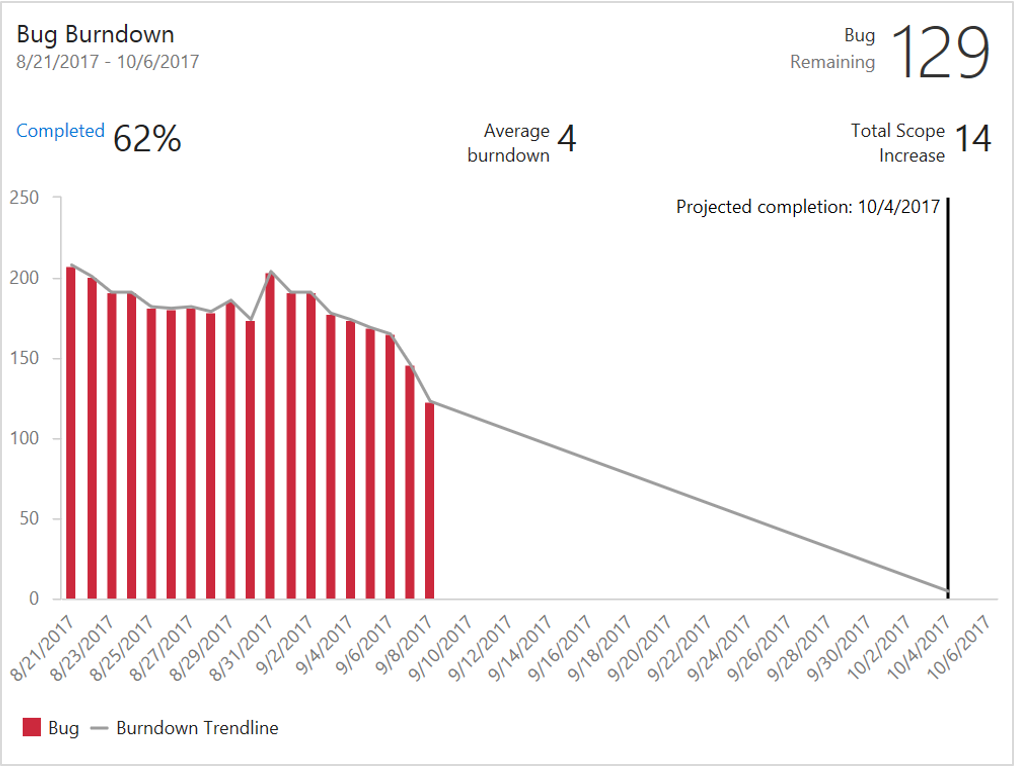 Bug Burndown
8/21/2017 - 10/6/2017
Bug
Remaining
129
Completed 62%
Average
burndown
4
Total Scope
Increase
14
Projected completion: 10/4/2017
250
200
150
100
50
0
8/21/2017
8/23/2017
8/25/2017
8/27/2017
8/29/2017
8/31/2017
9/2/2017
9/4/2017
9/6/2017
9/8/2017
9/10/2017
9/12/2017
9/14/2017
9/16/2017
9/18/2017
9/20/2017
9/22/2017
9/24/2017
9/26/2017
9/28/2017
9/30/2017
10/2/2017
10/4/2017
10/6/2017
Bug
Burndown Trendline